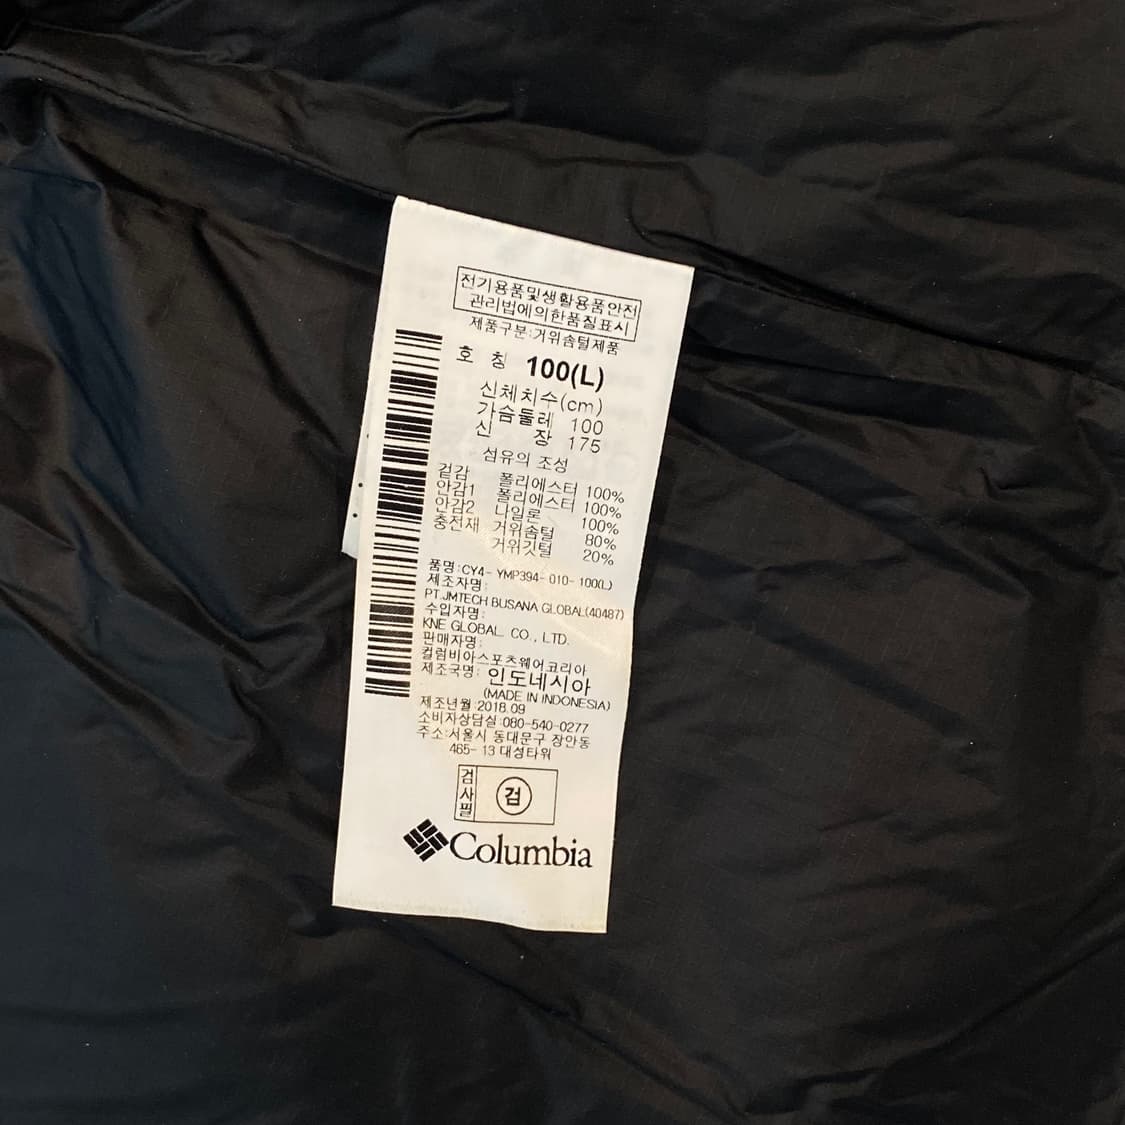 전기용품및생활용품안전
관리법에의한품질표시
제품구분:거위솜털제품
호 칭 100(L)
신체치수(cm)
가슴둘레 100
신 장 175
섬유의 조성
겉감 폴리에스터 100%
안감1 폴리에스터 100%
안감2 나일론 100%
충전재 거위솜털 80%
거위깃털 20%
품명:CY4-YMP394-010-100(L)
제조자명:
PT.JMTECH BUSANA GLOBAL(40487)
수입자명:
KNE GLOBAL CO., LTD.
판매자명:
컬럼비아스포츠웨어코리아
제조국명: 인도네시아
(MADE IN INDONESIA)
제조년월:2018.09
소비자상담실:080-540-0277
주소:서울시 동대문구 장안동
465-13 대성타워
검사필 검
Columbia